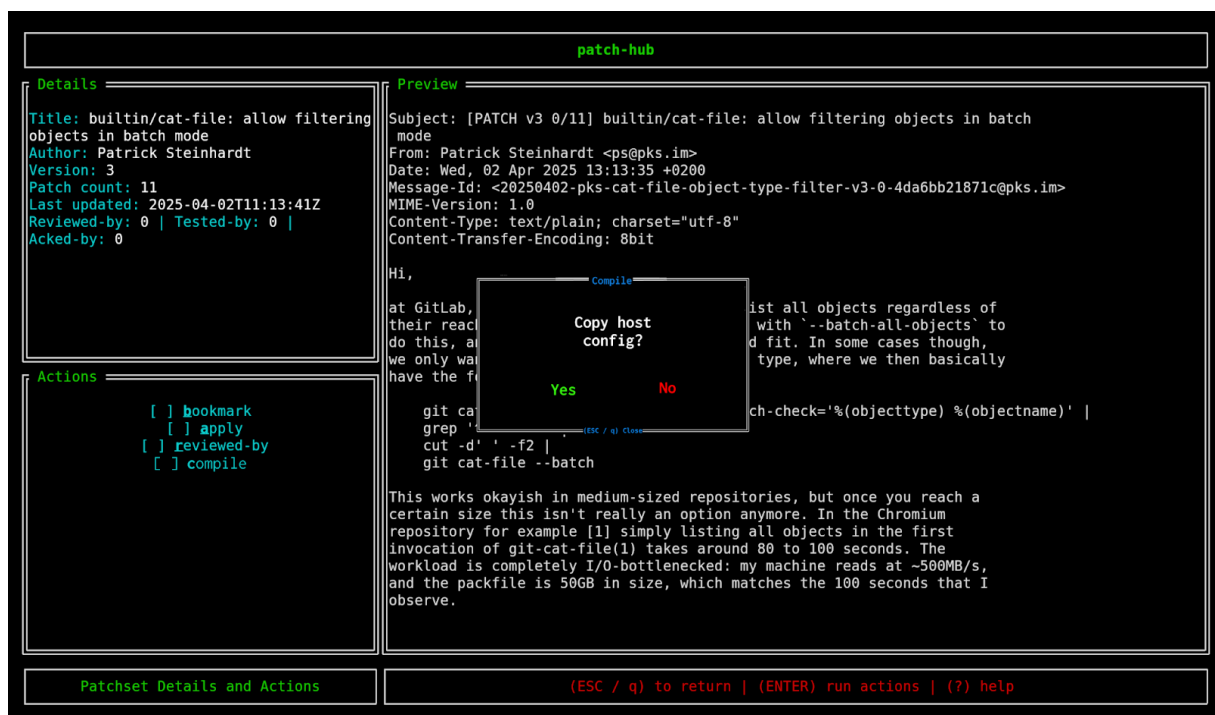 patch-hub
Details
Title: builtin/cat-file: allow filtering
objects in batch mode
Author: Patrick Steinhardt
Version: 3
Patch count: 11
Last updated: 2025-04-02T11:13:41Z
Reviewed-by: 0 | Tested-by: 0 |
Acked-by: 0
Actions
[ ] bookmark
[ ] apply
[ ] reviewed-by
[ ] compile
Preview
Subject: [PATCH v3 0/11] builtin/cat-file: allow filtering objects in batch
mode
From: Patrick Steinhardt <ps@pks.im>
Date: Wed, 02 Apr 2025 13:13:35 +0200
Message-Id: <20250402-pks-cat-file-object-type-filter-v3-0-4da6bb21871c@pks.im>
MIME-Version: 1.0
Content-Type: text/plain; charset="utf-8"
Content-Transfer-Encoding: 8bit
Hi,
at GitLab, ist all objects regardless of
their reac with `--batch-all-objects` to
do this, a d fit. In some cases though,
we only wa type, where we then basically
have the f
git ca ch-check='%(objecttype) %(objectname)' |
grep '
cut -d' ' -f2 |
git cat-file --batch
This works okayish in medium-sized repositories, but once you reach a
certain size this isn't really an option anymore. In the Chromium
repository for example [1] simply listing all objects in the first
invocation of git-cat-file(1) takes around 80 to 100 seconds. The
workload is completely I/O-bottlenecked: my machine reads at ~500MB/s,
and the packfile is 50GB in size, which matches the 100 seconds that I
observe.
Compile
Copy host
config?
Yes No
(ESC / q) Close
Patchset Details and Actions
(ESC / q) to return | (ENTER) run actions | (?) help